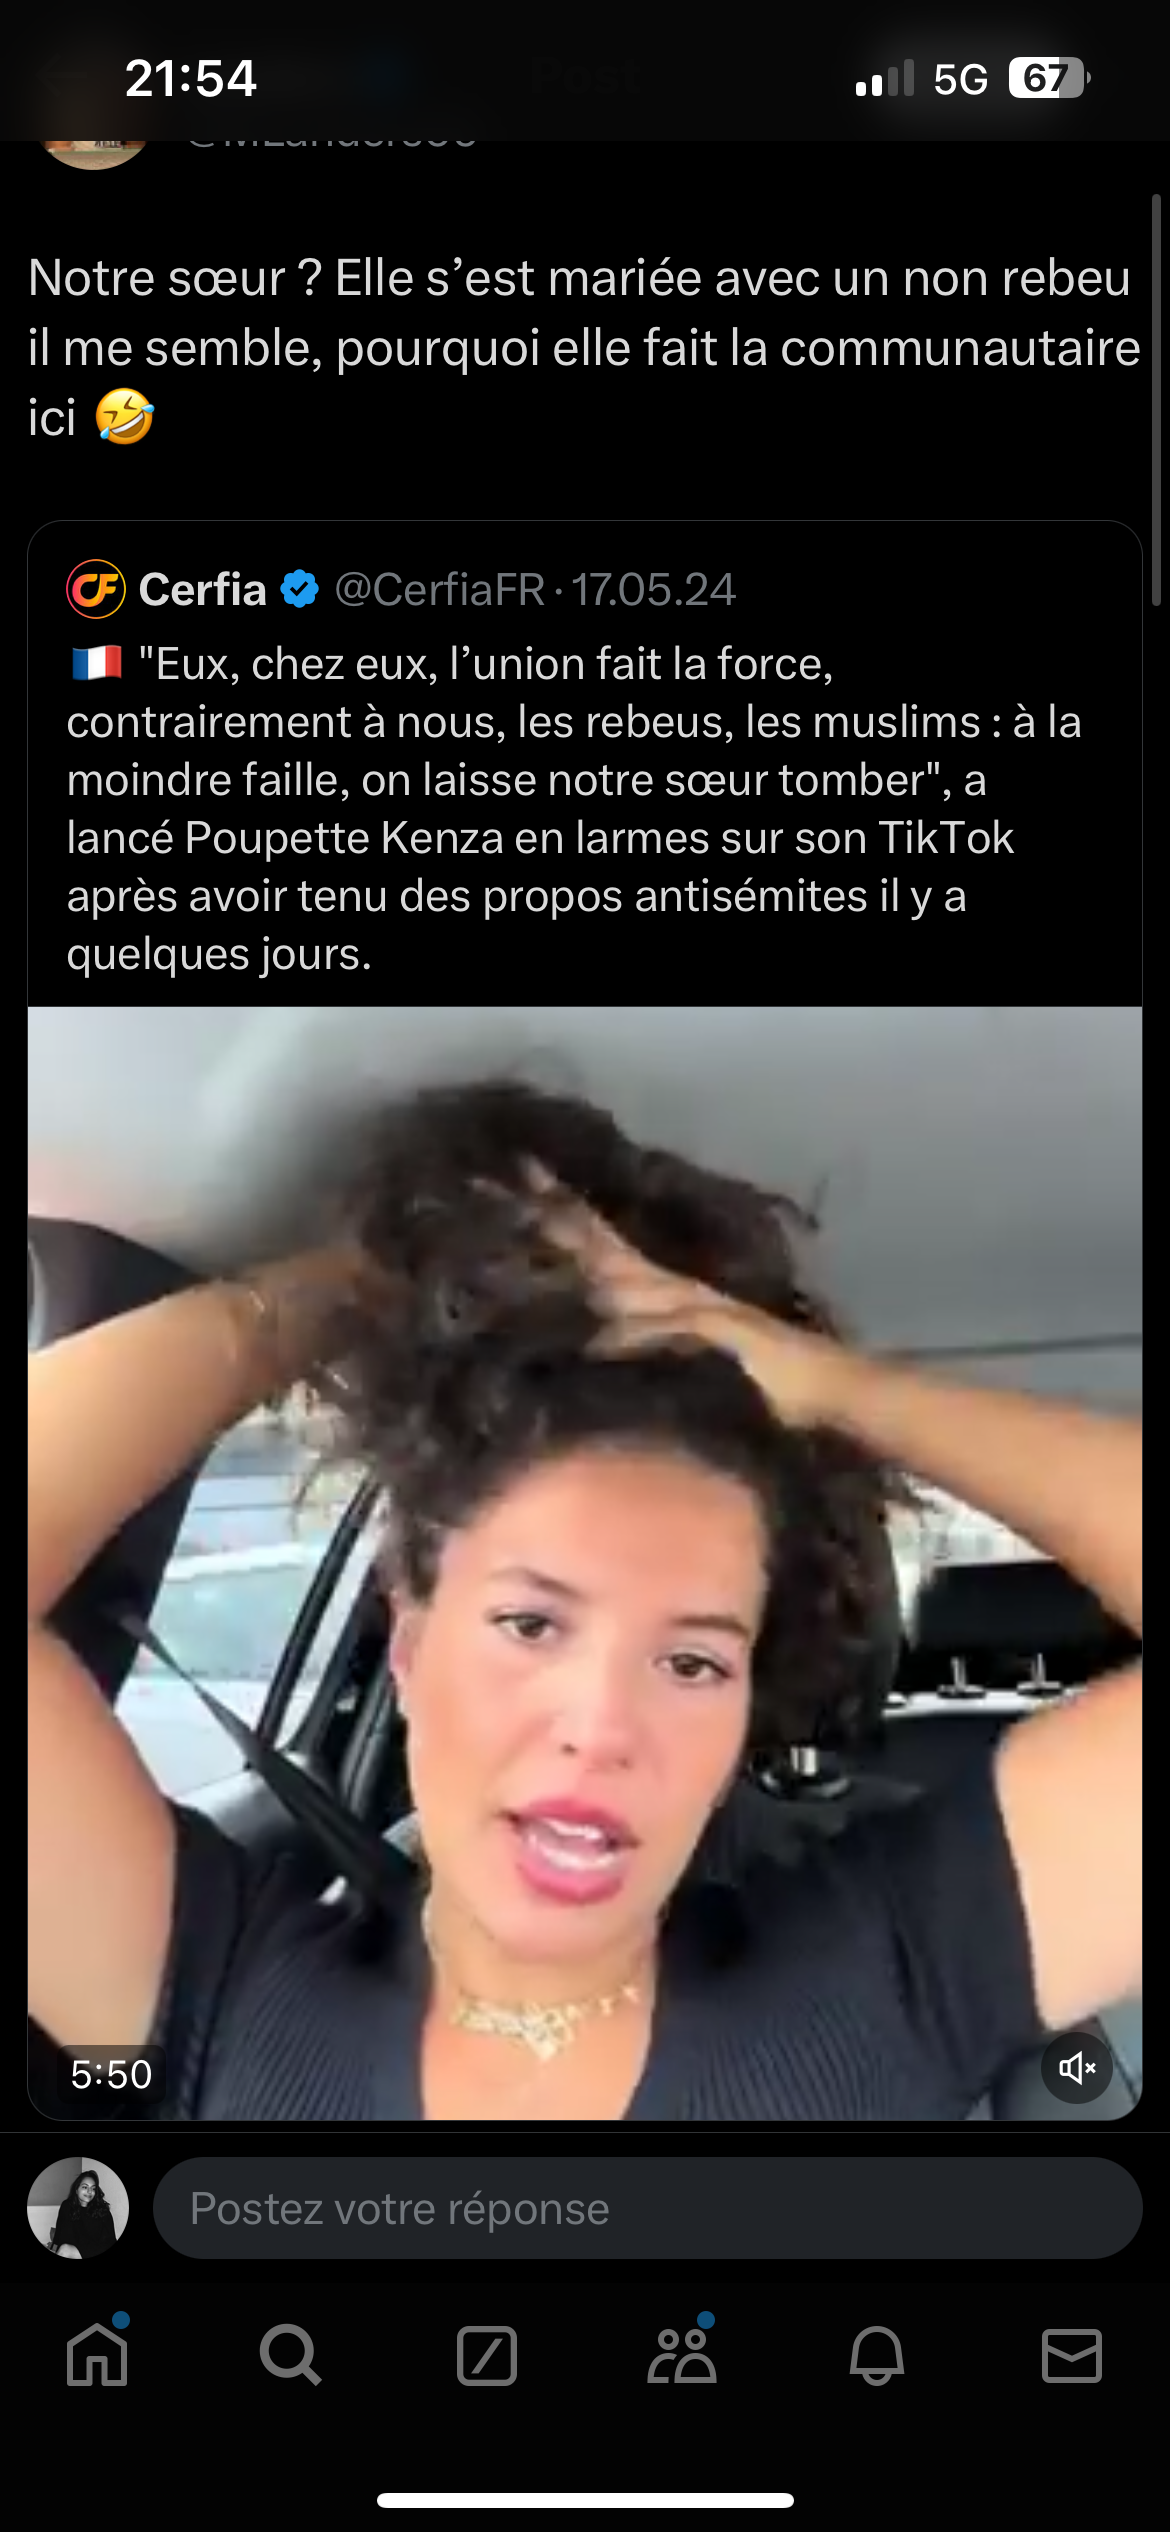 21:54
5G
67
Notre sœur ? Elle s’est mariée avec un non rebeu
il me semble, pourquoi elle fait la communautaire
ici 🤣
CF
Cerfia @CerfiaFR · 17.05.24
🇫🇷 "Eux, chez eux, l’union fait la force,
contrairement à nous, les rebeus, les muslims : à la
moindre faille, on laisse notre sœur tomber", a
lancé Poupette Kenza en larmes sur son TikTok
après avoir tenu des propos antisémites il y a
quelques jours.
5:50
Postez votre réponse